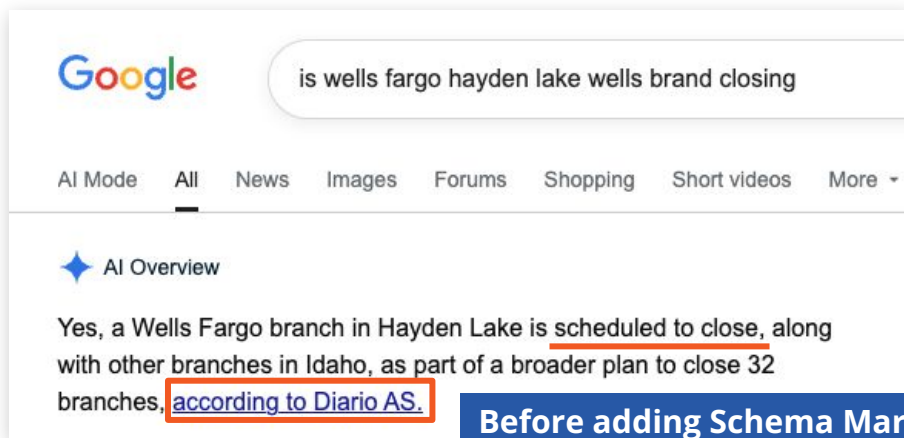 Google
is wells fargo hayden lake wells brand closing
AI Mode All News Images Forums Shopping Short videos More
AI Overview
Yes, a Wells Fargo branch in Hayden Lake is scheduled to close, along
with other branches in Idaho, as part of a broader plan to close 32
branches, according to Diario AS.
Before adding Schema Mar